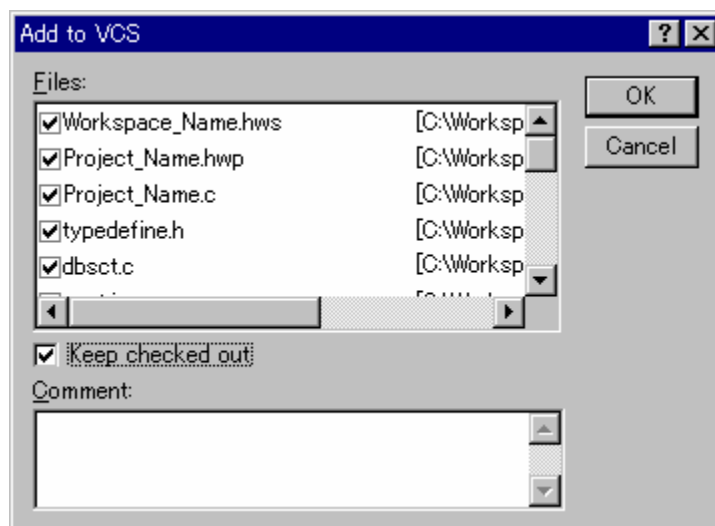 Add to VCS
Files:
Workspace_Name.hws [C:\Worksp
Project_Name.hwp [C:\Worksp
Project_Name.c [C:\Worksp
typedefine.h [C:\Worksp
dbsct.c [C:\Worksp
Keep checked out
Comment:
OK
Cancel